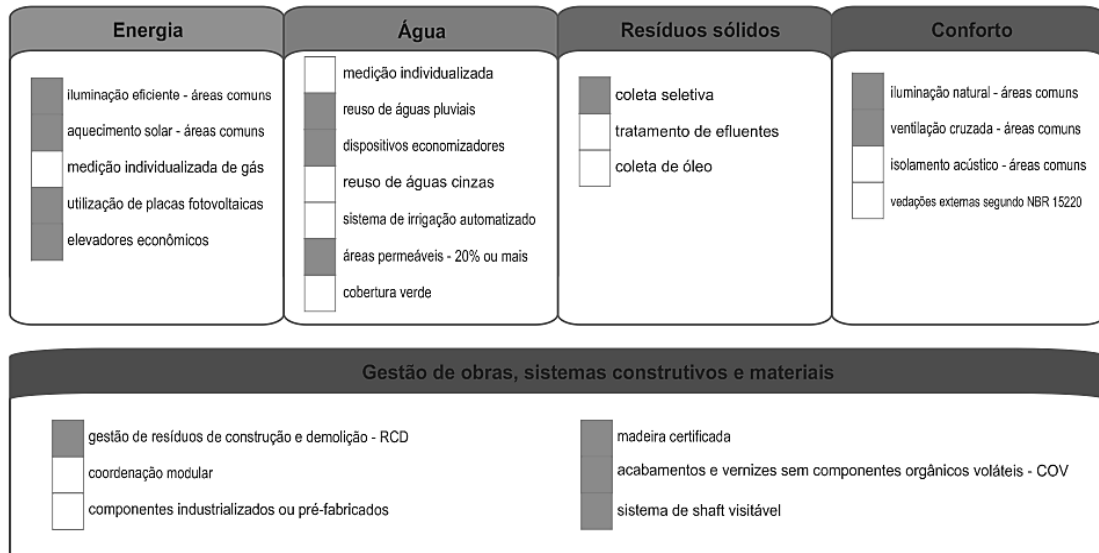 Energia
iluminação eficiente - áreas comuns
aquecimento solar - áreas comuns
medição individualizada de gás
utilização de placas fotovoltaicas
elevadores econômicos
Água
medição individualizada
reuso de águas pluviais
dispositivos economizadores
reuso de águas cinzas
sistema de irrigação automatizado
áreas permeáveis - 20% ou mais
cobertura verde
Resíduos sólidos
coleta seletiva
tratamento de efluentes
coleta de óleo
Conforto
iluminação natural - áreas comuns
ventilação cruzada - áreas comuns
isolamento acústico - áreas comuns
vedações externas segundo NBR 15220
Gestão de obras, sistemas construtivos e materiais
gestão de resíduos de construção e demolição - RCD
coordenação modular
componentes industrializados ou pré-fabricados
madeira certificada
acabamentos e vernizes sem componentes orgânicos voláteis - COV
sistema de shaft visitável